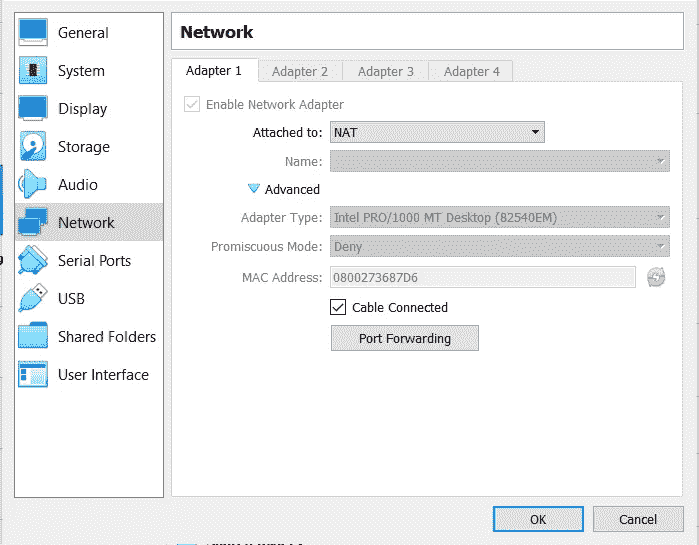 General
System
Display
Storage
Audio
Network
Serial Ports
USB
Shared Folders
User Interface
Network
Adapter 1 Adapter 2 Adapter 3 Adapter 4
Enable Network Adapter
Attached to: NAT
Name:
Advanced
Adapter Type: Intel PRO/1000 MT Desktop (82540EM)
Promiscuous Mode: Deny
MAC Address: 0800273687D6
Cable Connected
Port Forwarding
OK Cancel